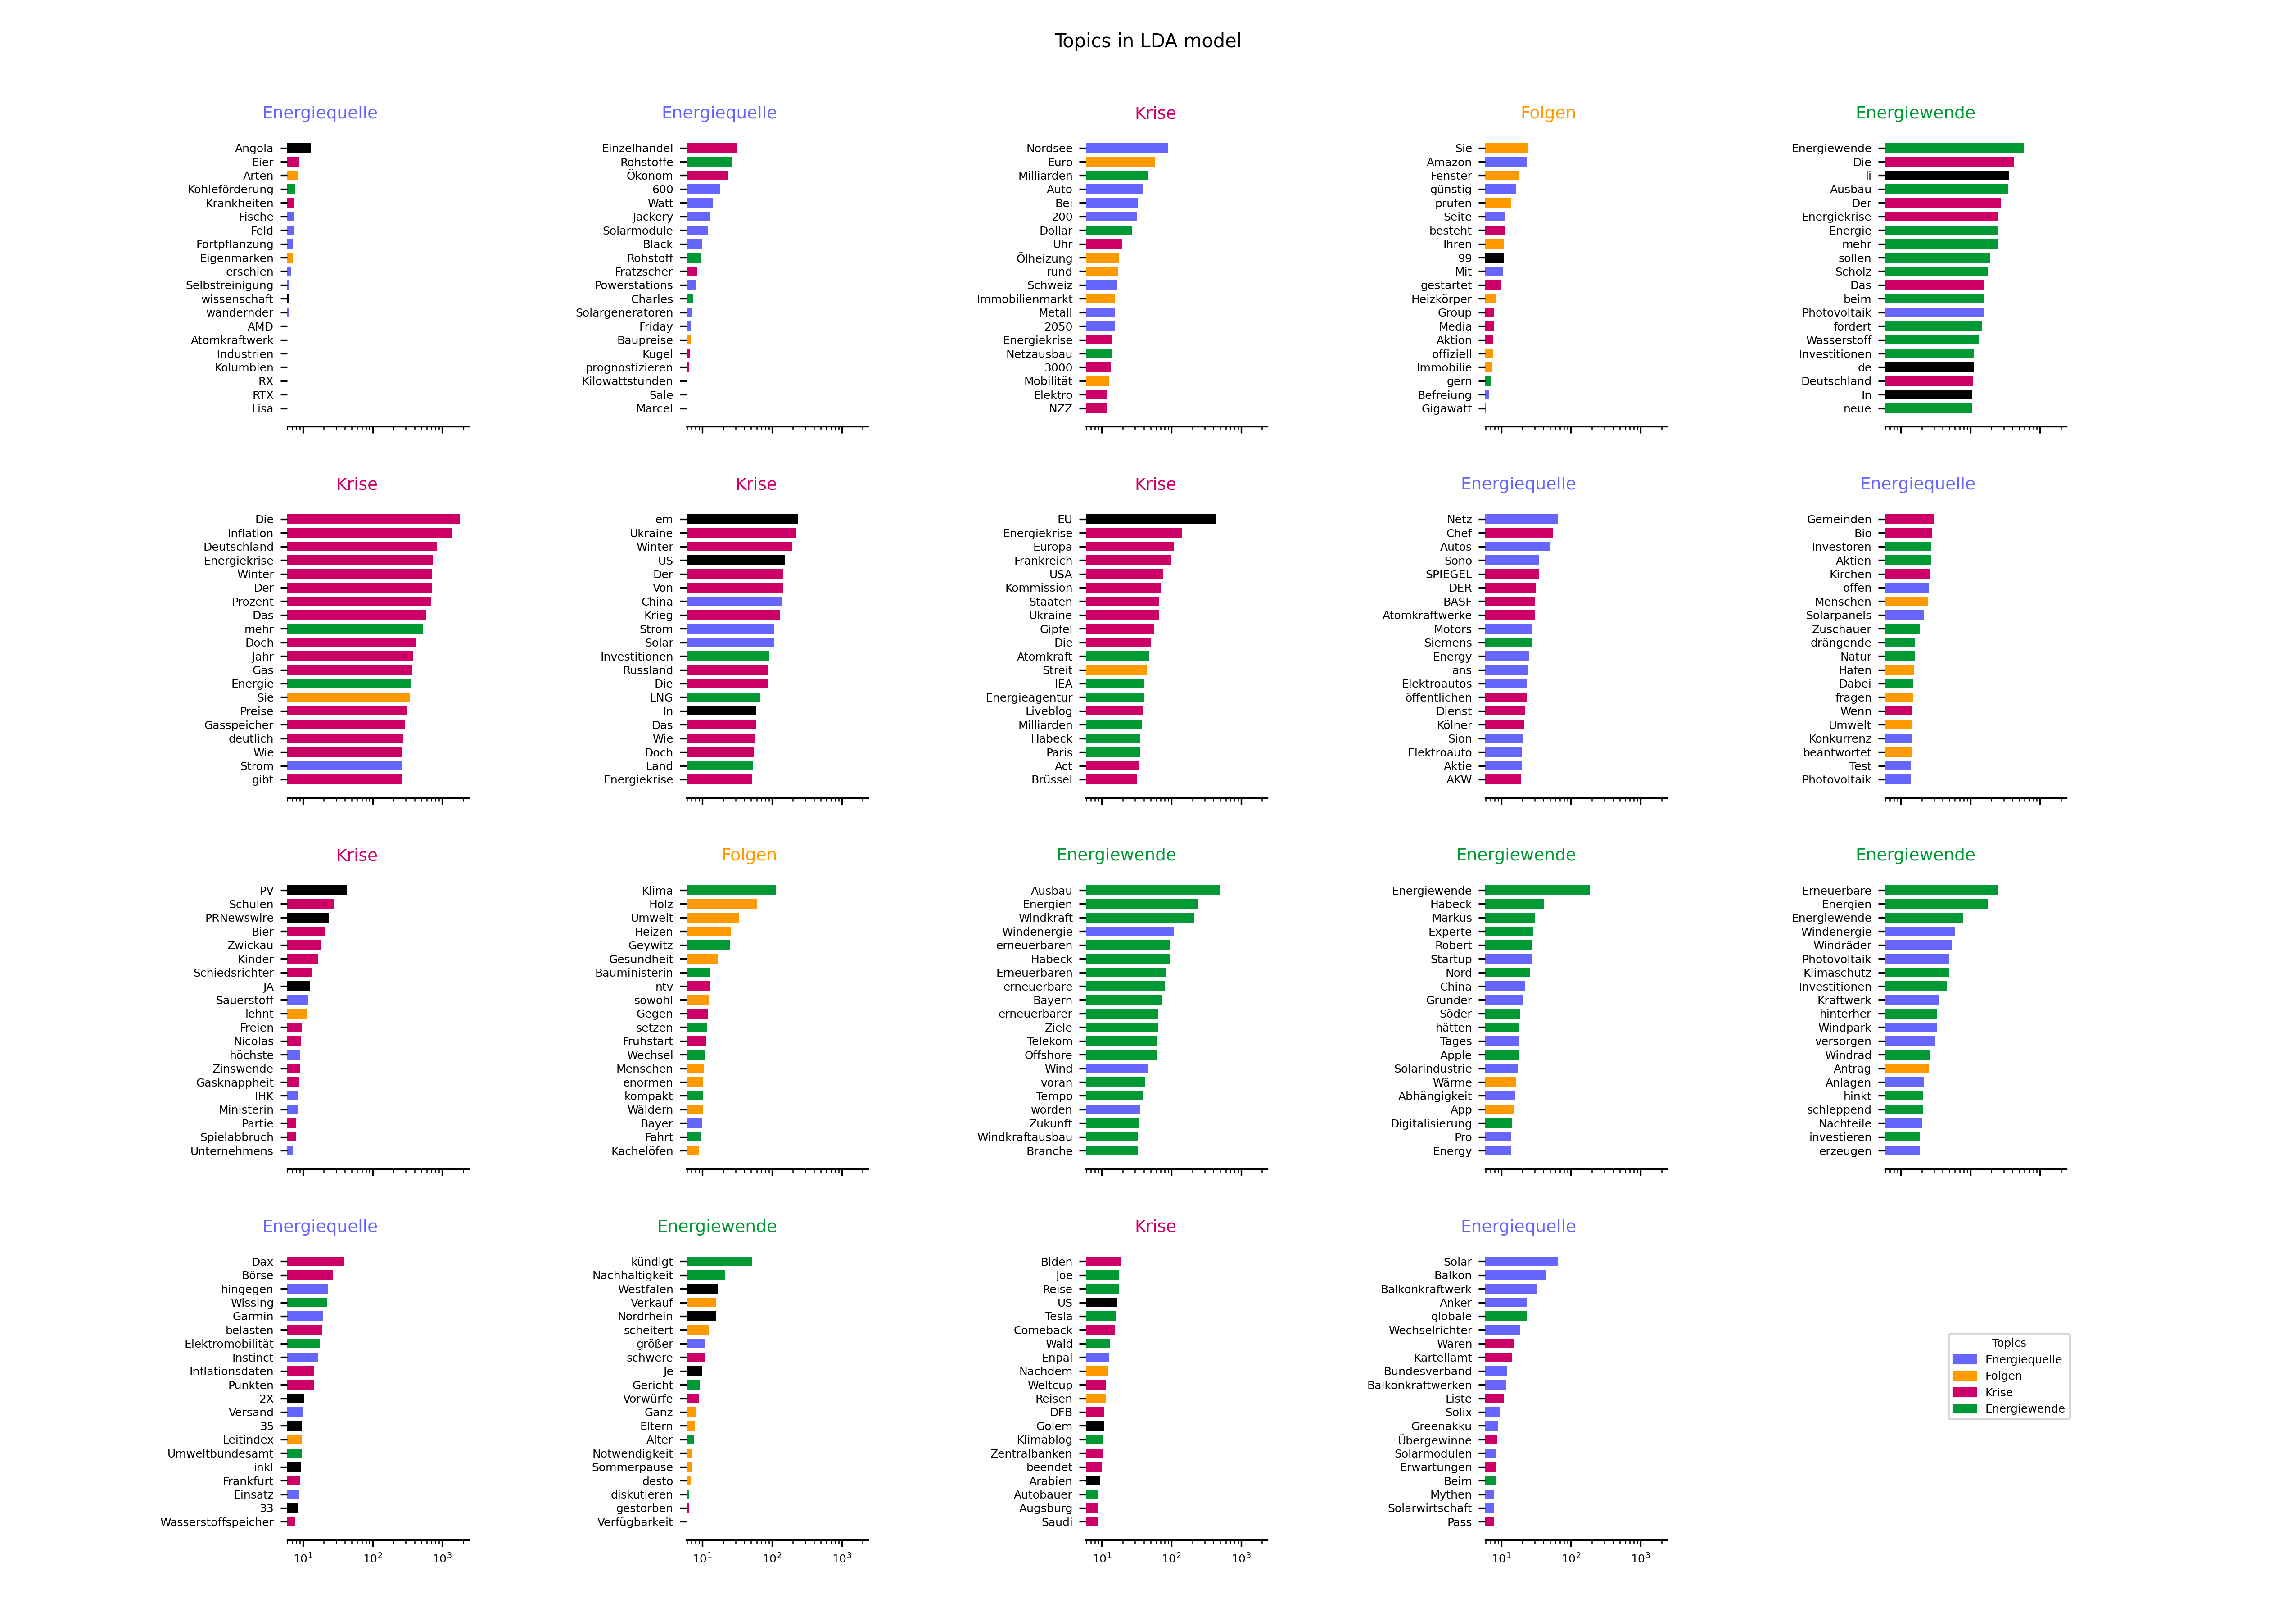 Topics in LDA model
Energiequelle
Angola
Eier
Arten
Kohleförderung
Krankheiten
Fische
Feld
Fortpflanzung
Eigenmarken
erschien
Selbstreinigung
wissenschaft
wandernder
AMD
Atomkraftwerk
Industrien
Kolumbien
RX
RTX
Lisa
Energiequelle
Einzelhandel
Rohstoffe
Ökonom
600
Watt
Jackery
Solarmodule
Black
Rohstoff
Fratzscher
Powerstations
Charles
Solargeneratoren
Friday
Baupreise
Kugel
prognostizieren
Kilowattstunden
Sale
Marcel
Krise
Nordsee
Euro
Milliarden
Auto
Bei
200
Dollar
Uhr
Ölheizung
rund
Schweiz
Immobilienmarkt
Metall
2050
Energiekrise
Netzausbau
3000
Mobilität
Elektro
NZZ
Folgen
Sie
Amazon
Fenster
günstig
prüfen
Seite
besteht
Ihren
99
Mit
gestartet
Heizkörper
Group
Media
Aktion
offiziell
Immobilie
gern
Befreiung
Gigawatt
Energiewende
Energiewende
Die
li
Ausbau
Der
Energiekrise
Energie
mehr
sollen
Scholz
Das
beim
Photovoltaik
fordert
Wasserstoff
Investitionen
de
Deutschland
In
neue
Krise
Die
Inflation
Deutschland
Energiekrise
Winter
Der
Prozent
Das
mehr
Doch
Jahr
Gas
Energie
Sie
Preise
Gasspeicher
deutlich
Wie
Strom
gibt
Krise
em
Ukraine
Winter
US
Der
Von
China
Krieg
Strom
Solar
Investitionen
Russland
Die
LNG
In
Das
Wie
Doch
Land
Energiekrise
Krise
EU
Energiekrise
Europa
Frankreich
USA
Kommission
Staaten
Ukraine
Gipfel
Die
Atomkraft
Streit
IEA
Energieagentur
Liveblog
Milliarden
Habeck
Paris
Act
Brüssel
Energiequelle
Netz
Chef
Autos
Sono
SPIEGEL
DER
BASF
Atomkraftwerke
Motors
Siemens
Energy
ans
Elektroautos
öffentlichen
Dienst
Kölner
Sion
Elektroauto
Aktie
AKW
Energiequelle
Gemeinden
Bio
Investoren
Aktien
Kirchen
offen
Menschen
Solarpanels
Zuschauer
drängende
Natur
Häfen
Dabei
fragen
Wenn
Umwelt
Konkurrenz
beantwortet
Test
Photovoltaik
Krise
PV
Schulen
PRNewswire
Bier
Zwickau
Kinder
Schiedsrichter
JA
Sauerstoff
lehnt
Freien
Nicolas
höchste
Zinswende
Gasknappheit
IHK
Ministerin
Partie
Spielabbruch
Unternehmens
Folgen
Klima
Holz
Umwelt
Heizen
Geywitz
Gesundheit
Bauministerin
ntv
sowohl
Gegen
setzen
Frühstart
Wechsel
Menschen
enormen
kompakt
Wäldern
Bayer
Fahrt
Kachelöfen
Energiewende
Ausbau
Energien
Windkraft
Windenergie
erneuerbaren
Habeck
Erneuerbaren
erneuerbare
Bayern
erneuerbarer
Ziele
Telekom
Offshore
Wind
voran
Tempo
worden
Zukunft
Windkraftausbau
Branche
Energiewende
Energiewende
Habeck
Markus
Experte
Robert
Startup
Nord
China
Gründer
Söder
hätten
Tages
Apple
Solarindustrie
Wärme
Abhängigkeit
App
Digitalisierung
Pro
Energy
Energiewende
Erneuerbare
Energien
Energiewende
Windenergie
Windräder
Photovoltaik
Klimaschutz
Investitionen
Kraftwerk
hinterher
Windpark
versorgen
Windrad
Antrag
Anlagen
hinkt
schleppend
Nachteile
investieren
erzeugen
Energiequelle
Dax
Börse
hingegen
Wissing
Garmin
belasten
Elektromobilität
Instinct
Inflationsdaten
Punkten
2X
Versand
35
Leitindex
Umweltbundesamt
inkl
Frankfurt
Einsatz
33
Wasserstoffspeicher
10¹ 10² 10³
Energiewende
kündigt
Nachhaltigkeit
Westfalen
Verkauf
Nordrhein
scheitert
größer
schwere
Je
Gericht
Vorwürfe
Ganz
Eltern
Alter
Notwendigkeit
Sommerpause
desto
diskutieren
gestorben
Verfügbarkeit
10¹ 10² 10³
Krise
Biden
Joe
Reise
US
Tesla
Comeback
Wald
Enpal
Nachdem
Weltcup
Reisen
DFB
Golem
Klimablog
Zentralbanken
beendet
Arabien
Autobauer
Augsburg
Saudi
10¹ 10² 10³
Energiequelle
Solar
Balkon
Balkonkraftwerk
Anker
globale
Wechselrichter
Waren
Kartellamt
Bundesverband
Balkonkraftwerken
Liste
Solix
Greenakku
Übergewinne
Solarmodulen
Erwartungen
Beim
Mythen
Solarwirtschaft
Pass
10¹ 10² 10³
Topics
Energiequelle
Folgen
Krise
Energiewende